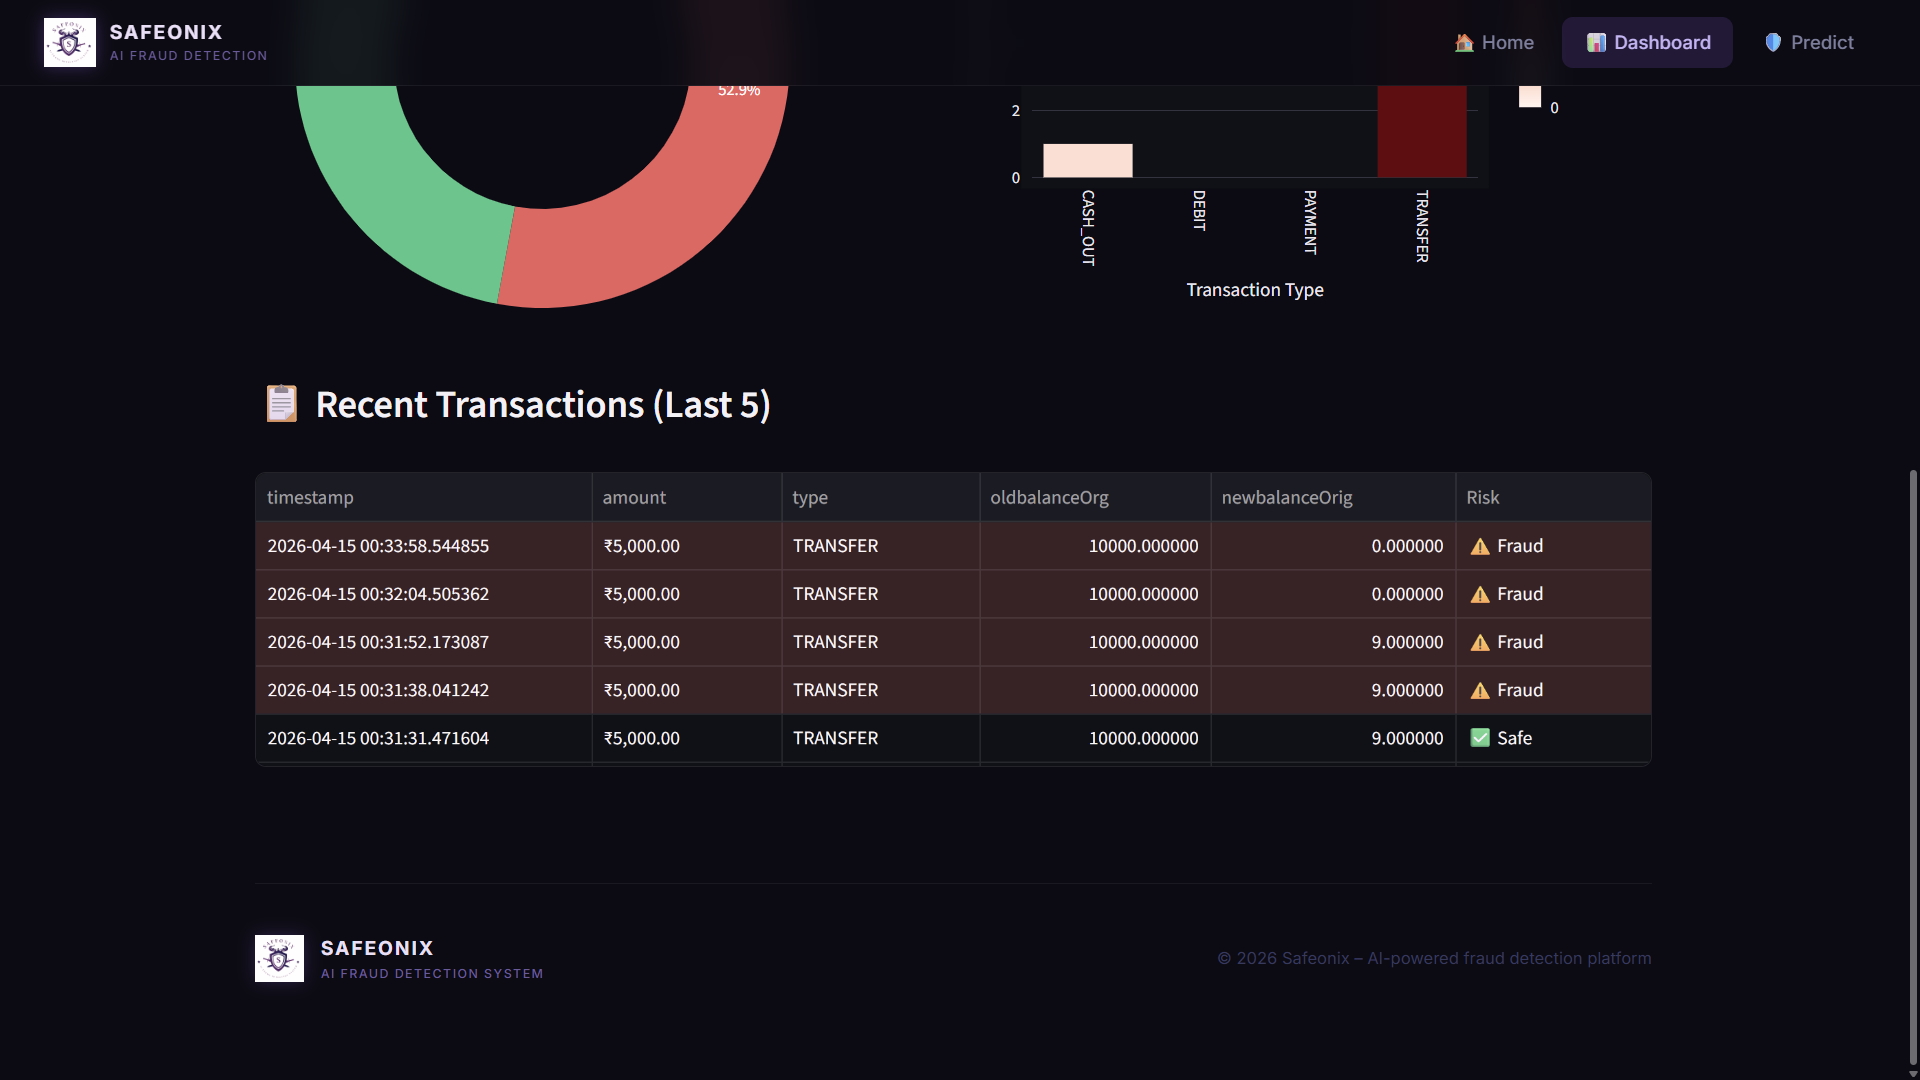 SAFEONIX
AI FRAUD DETECTION
🏠 Home
📊 Dashboard
🛡️ Predict
52.9%
2
0
0
CASH_OUT
DEBIT
PAYMENT
TRANSFER
Transaction Type
📋 Recent Transactions (Last 5)
timestamp amount type oldbalanceOrg newbalanceOrig Risk
2026-04-15 00:33:58.544855 ₹5,000.00 TRANSFER 10000.000000 0.000000 ⚠️ Fraud
2026-04-15 00:32:04.505362 ₹5,000.00 TRANSFER 10000.000000 0.000000 ⚠️ Fraud
2026-04-15 00:31:52.173087 ₹5,000.00 TRANSFER 10000.000000 9.000000 ⚠️ Fraud
2026-04-15 00:31:38.041242 ₹5,000.00 TRANSFER 10000.000000 9.000000 ⚠️ Fraud
2026-04-15 00:31:31.471604 ₹5,000.00 TRANSFER 10000.000000 9.000000 ✅ Safe
SAFEONIX
AI FRAUD DETECTION SYSTEM
© 2026 Safeonix – AI-powered fraud detection platform